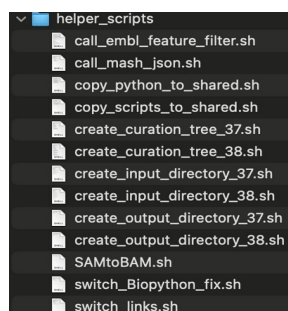 helper_scripts
call_embl_feature_filter.sh
call_mash_json.sh
copy_python_to_shared.sh
copy_scripts_to_shared.sh
create_curation_tree_37.sh
create_curation_tree_38.sh
create_input_directory_37.sh
create_input_directory_38.sh
create_output_directory_37.sh
create_output_directory_38.sh
SAMtoBAM.sh
switch_Biopython_fix.sh
switch_links.sh